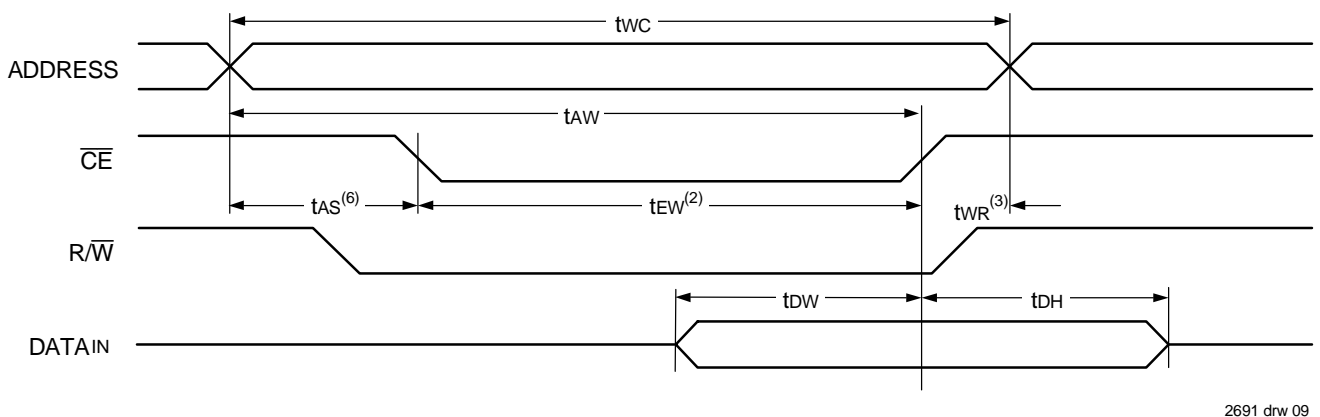 tWC
ADDRESS
tAW
CE
tAS(6)
tEW(2)
tWR(3)
R/W
tDW
tDH
DATAIN
2691 drw 09